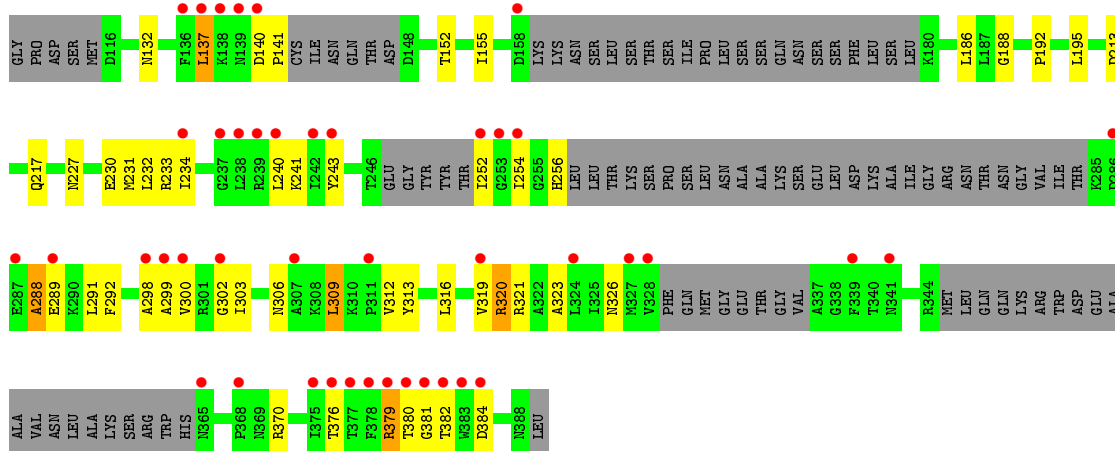 GLY PRO ASP SER MET D116 N132 F136 L137 K138 N139 D140 P141 CYS ILE ASN GLN THR ASP D148 T152 I155 D158 LYS LYS ASN SER LEU SER THR SER ILE PRO LEU SER SER GLN ASN SER SER PHE LEU SER LEU K180 L186 L187 G188 P192 L195
Q217 N227 E230 M231 L232 R233 I234 G237 L238 R239 L240 K241 I242 Y243 T246 GLU GLY TYR TYR THR I252 G253 I254 G255 H256 LEU LEU THR LYS SER PRO SER LEU ASN ALA ALA LYS SER GLU LEU ASP LYS ALA ILE GLY ARG ASN THR ASN GLY VAL ILE THR K285
E287 A288 E289 K290 L291 F292 A298 A299 V300 R301 G302 I303 N306 A307 K308 L309 K310 P311 V312 Y313 L316 V319 R320 R321 A322 A323 L324 I325 N326 M327 V328 PHE GLN MET GLY GLU THR GLY VAL A337 G338 F339 T340 N341 R344 MET LEU GLN GLN LYS ARG TRP ASP GLU ALA
ALA VAL ASN LEU ALA LYS SER ARG TRP HIS N365 P368 N369 R370 I375 T376 T377 F378 R379 T380 G381 T382 W383 D384 N388 LEU